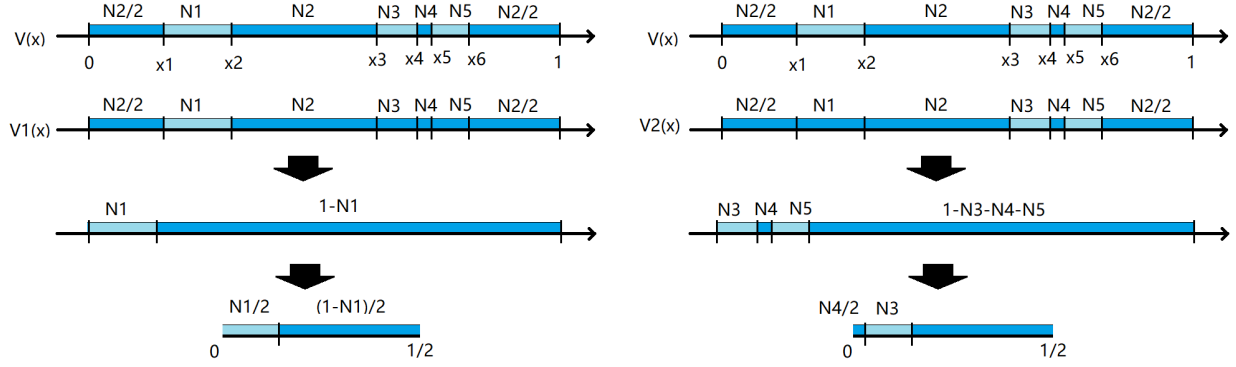 N2/2 N1 N2 N3 N4 N5 N2/2
V(x)
0 x1 x2 x3 x4 x5 x6 1
N2/2 N1 N2 N3 N4 N5 N2/2
V1(x)
N1 1-N1
N1/2 (1-N1)/2
0 1/2
N2/2 N1 N2 N3 N4 N5 N2/2
V(x)
0 x1 x2 x3 x4 x5 x6 1
N2/2 N1 N2 N3 N4 N5 N2/2
V2(x)
N3 N4 N5 1-N3-N4-N5
N4/2 N3
0 1/2